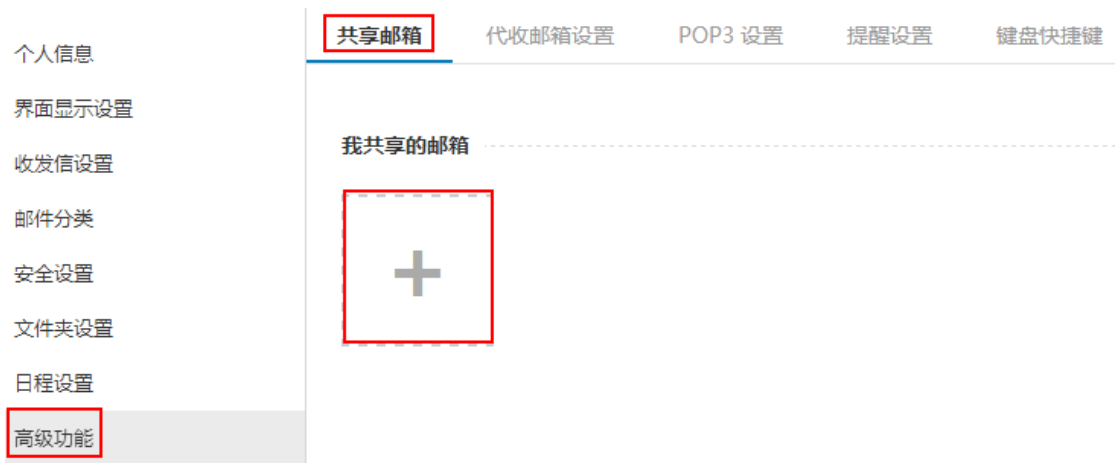 个人信息
界面显示设置
收发信设置
邮件分类
安全设置
文件夹设置
日程设置
高级功能
共享邮箱 代收邮箱设置 POP3 设置 提醒设置 键盘快捷键
我共享的邮箱